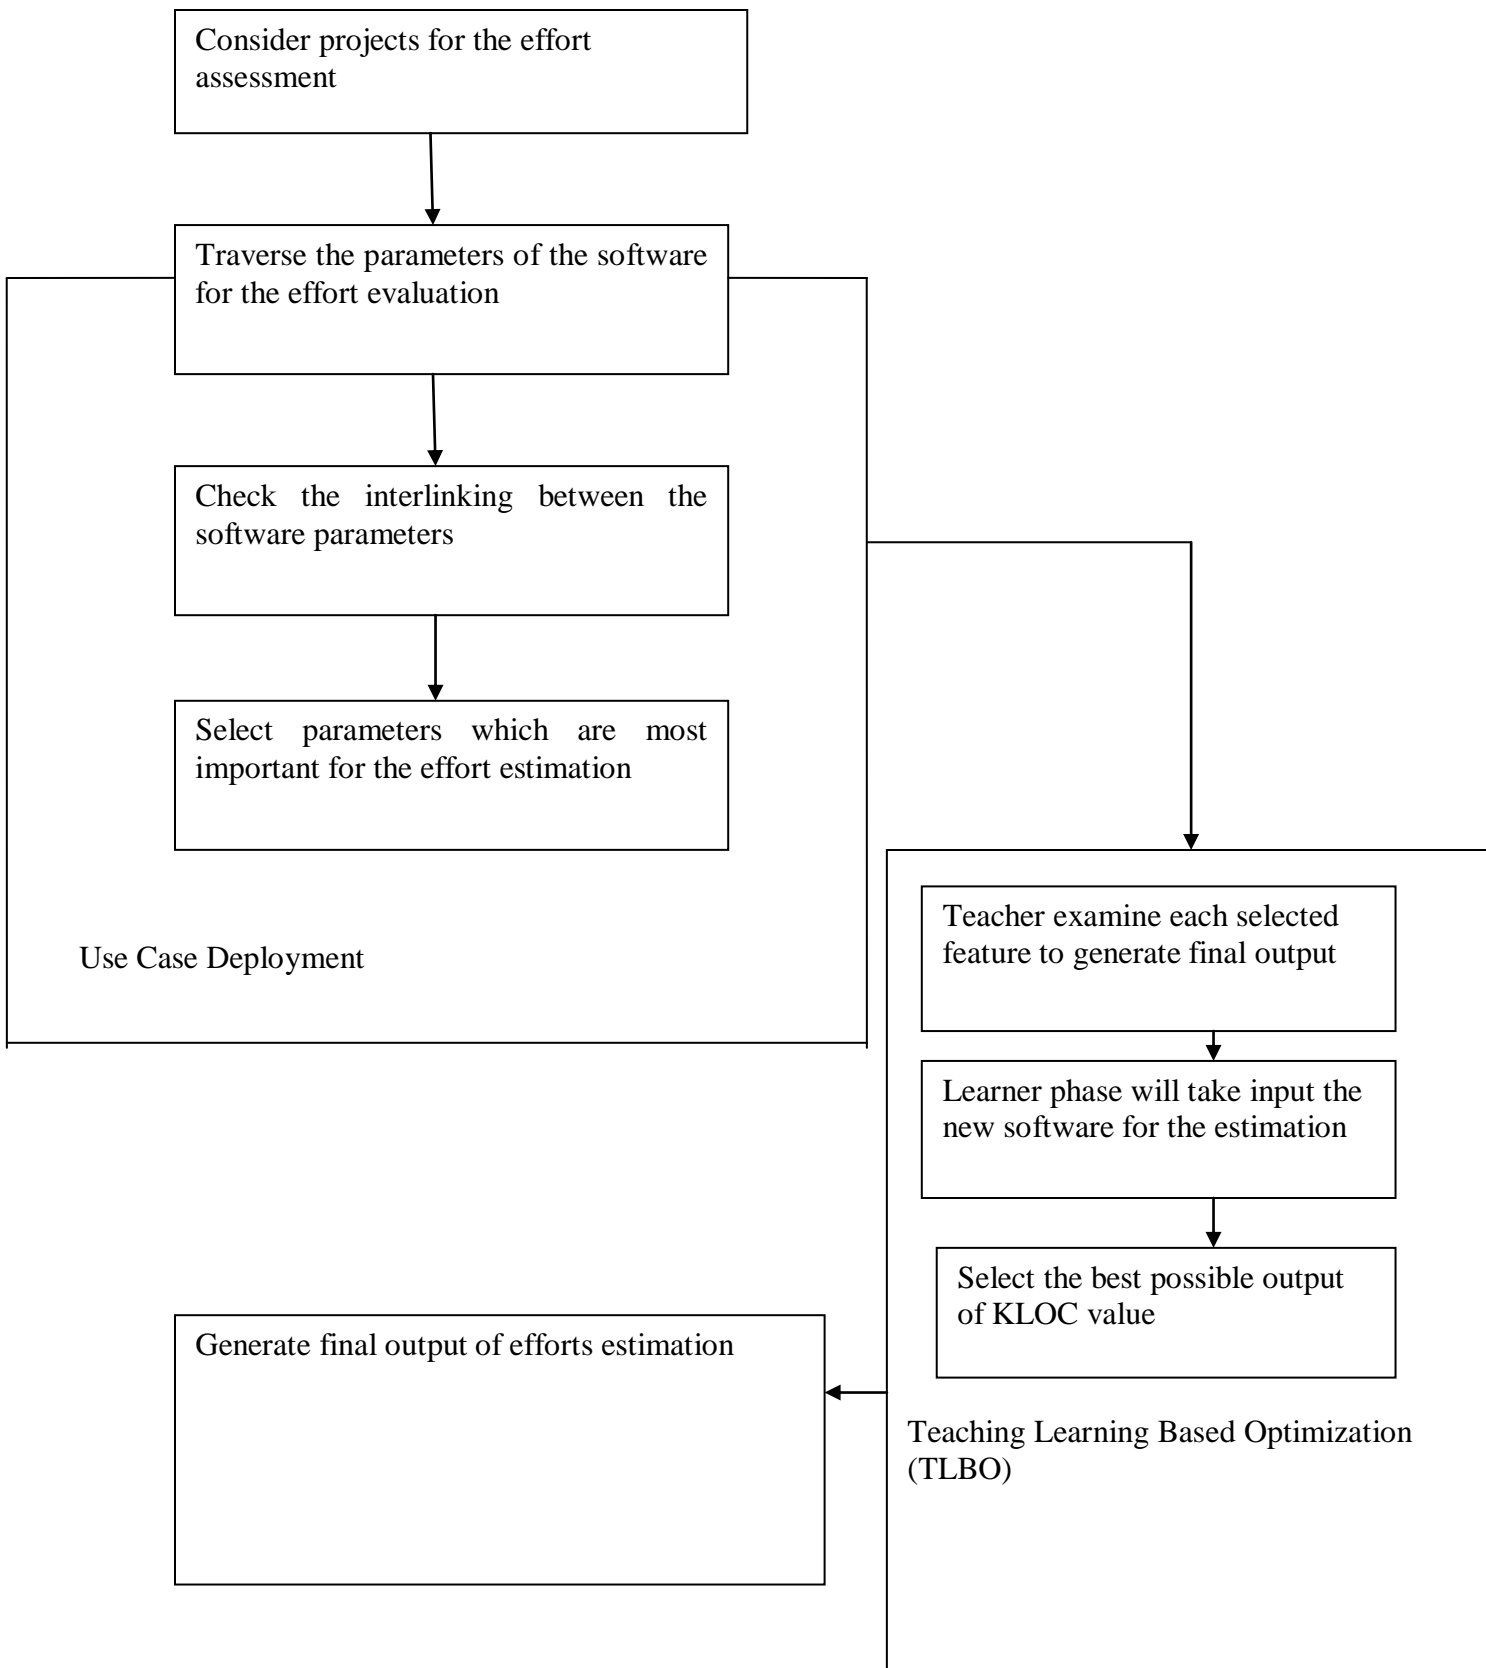 Consider projects for the effort
assessment
Traverse the parameters of the software
for the effort evaluation
Check the interlinking between the
software parameters
Select parameters which are most
important for the effort estimation
Use Case Deployment
Teacher examine each selected
feature to generate final output
Learner phase will take input the
new software for the estimation
Select the best possible output
of KLOC value
Teaching Learning Based Optimization
(TLBO)
Generate final output of efforts estimation